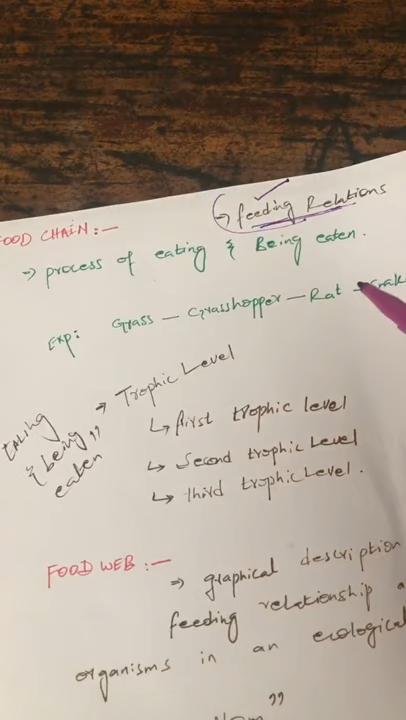 → feeding Relations
FOOD CHAIN:-
→ process of eating & Being eaten.
Exp: Grass - Grasshopper - Rat -
eating & being eaten ” → Trophic Level
↳ first trophic level
↳ Second trophic Level
↳ third trophic Level.
FOOD WEB :-
⇒ graphical description
feeding relationship
organisms in an ecological
”